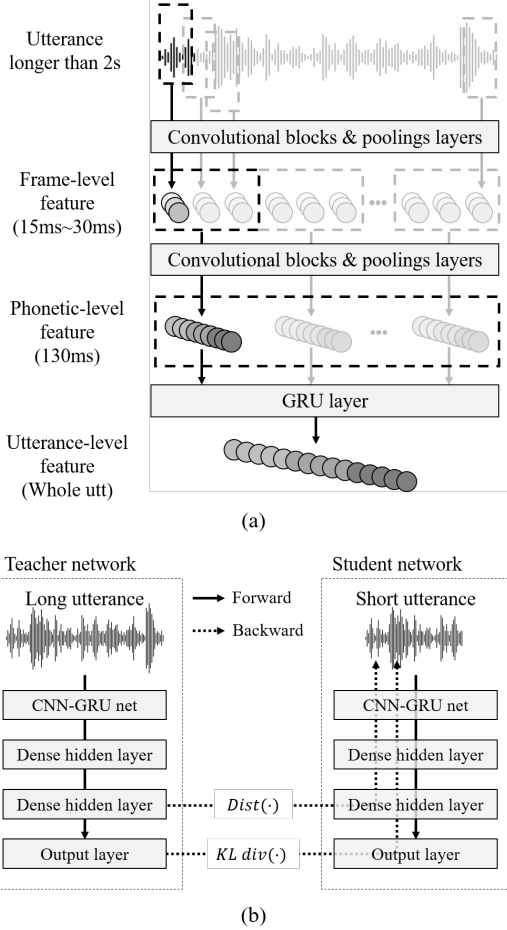 Utterance
longer than 2s
Convolutional blocks & poolings layers
Frame-level
feature
(15ms~30ms)
Convolutional blocks & poolings layers
Phonetic-level
feature
(130ms)
GRU layer
Utterance-level
feature
(Whole utt)
(a)
Teacher network
Student network
Long utterance
Forward
Short utterance
Backward
CNN-GRU net
CNN-GRU net
Dense hidden layer
Dense hidden layer
Dense hidden layer
Dist(·)
Dense hidden layer
Output layer
KL div(·)
Output layer
(b)